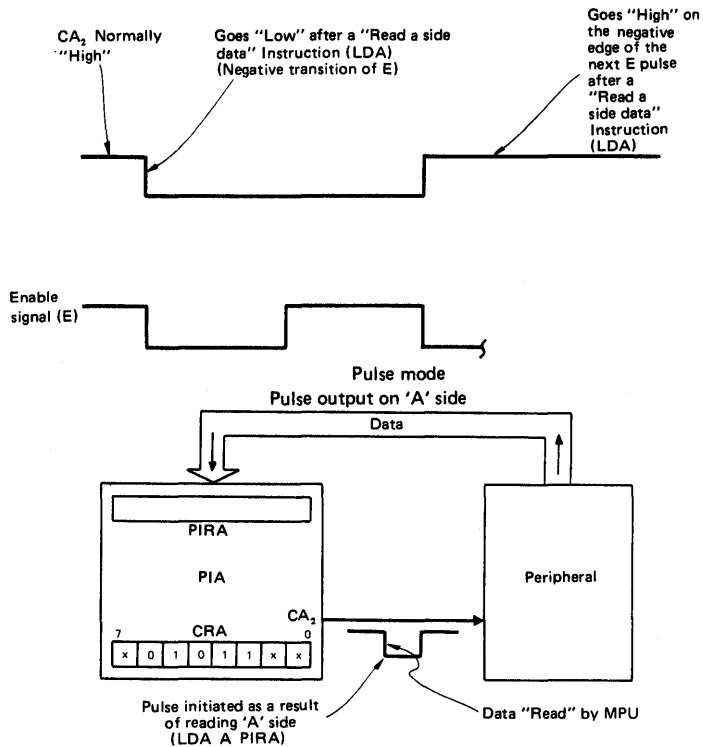 CA₂ Normally
"High"
Goes "Low" after a "Read a side
data" Instruction (LDA)
(Negative transition of E)
Goes "High" on
the negative
edge of the
next E pulse
after a
"Read a
side data"
Instruction
(LDA)
Enable
signal (E)
Pulse mode
Pulse output on 'A' side
Data
PIRA
PIA
CA₂
7 CRA 0
x 0 1 0 1 1 x x
Peripheral
Pulse initiated as a result
of reading 'A' side
(LDA A PIRA)
Data "Read" by MPU